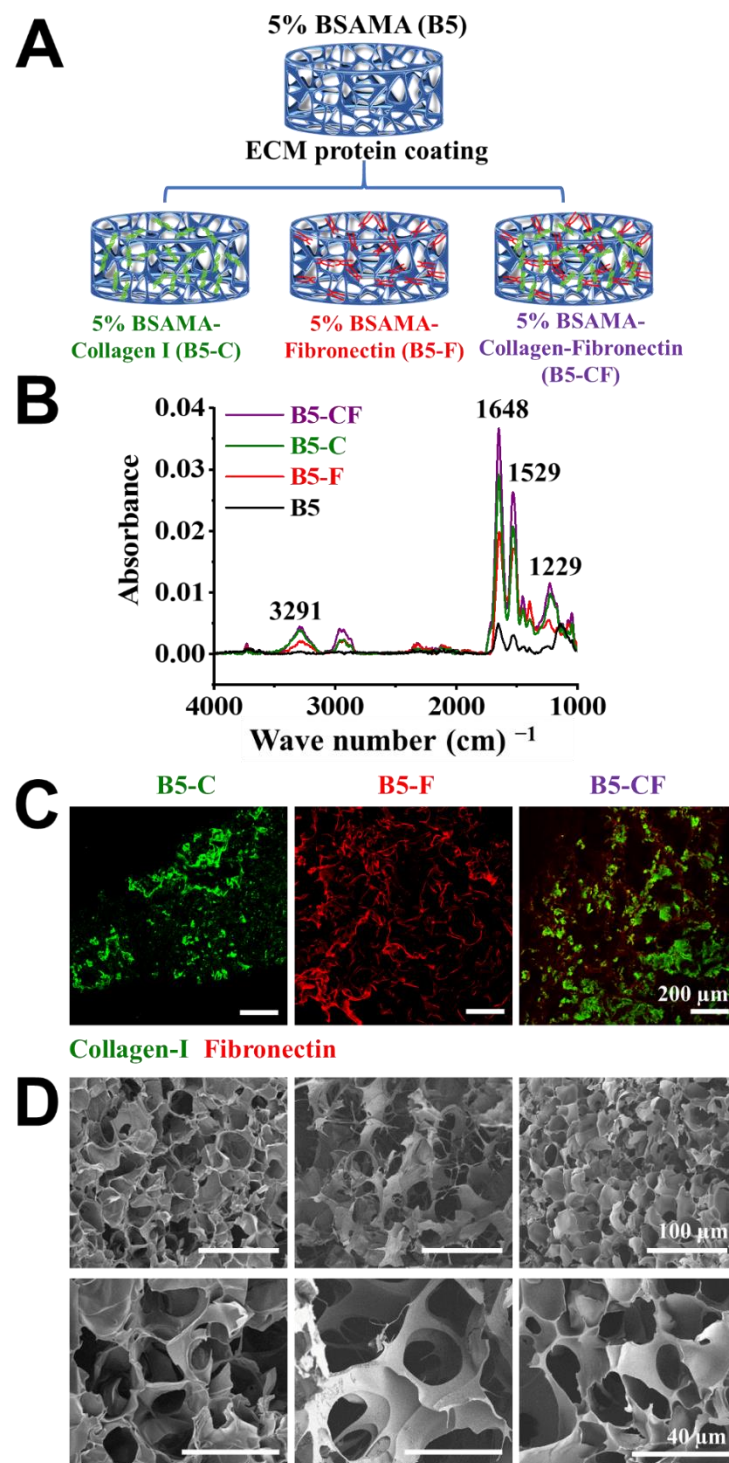 A
5% BSAMA (B5)
ECM protein coating
5% BSAMA-
Collagen I (B5-C)
5% BSAMA-
Fibronectin (B5-F)
5% BSAMA-
Collagen-Fibronectin
(B5-CF)
B
Absorbance
0.04
0.03
0.02
0.01
0.00
B5-CF
B5-C
B5-F
B5
1648
1529
1229
3291
4000 3000 2000 1000
Wave number (cm) ⁻¹
C
B5-C B5-F B5-CF
200 µm
Collagen-I Fibronectin
D
100 µm
40 µm